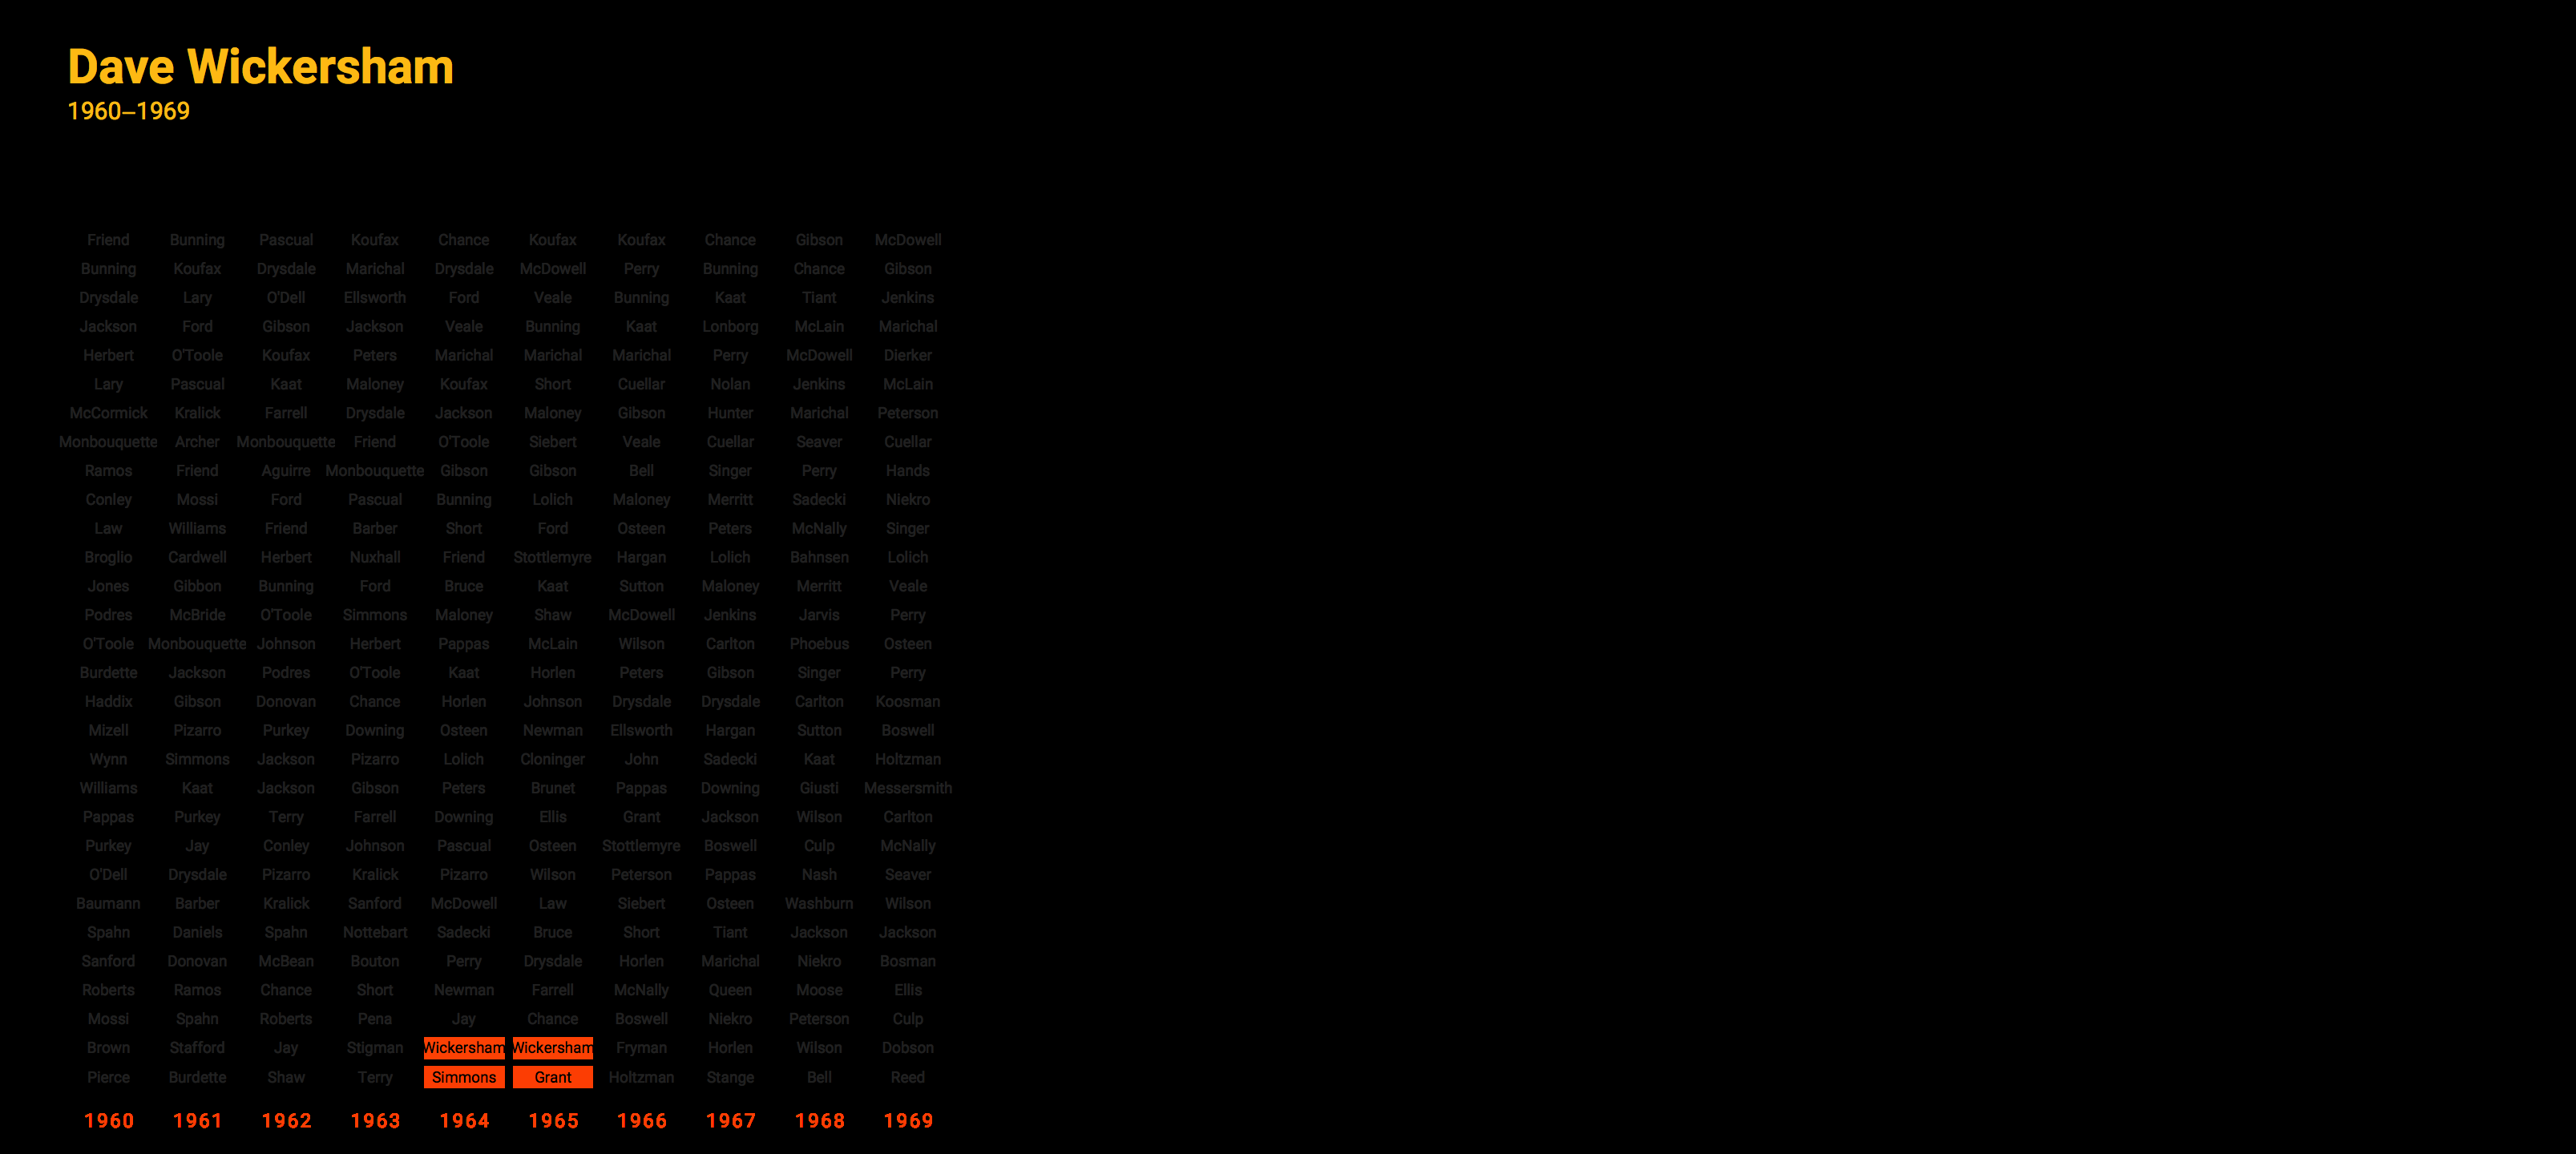 Dave Wickersham
1960–1969
Friend Bunning Pascual Koufax Chance Koufax Koufax Chance Gibson McDowell
Bunning Koufax Drysdale Marichal Drysdale McDowell Perry Bunning Chance Gibson
Drysdale Lary O'Dell Ellsworth Ford Veale Bunning Kaat Tiant Jenkins
Jackson Ford Gibson Jackson Veale Bunning Kaat Lonborg McLain Marichal
Herbert O'Toole Koufax Peters Marichal Marichal Marichal Perry McDowell Dierker
Lary Pascual Kaat Maloney Koufax Short Cuellar Nolan Jenkins McLain
McCormick Kralick Farrell Drysdale Jackson Maloney Gibson Hunter Marichal Peterson
Monbouquette Archer Monbouquette Friend O'Toole Siebert Veale Cuellar Seaver Cuellar
Ramos Friend Aguirre Monbouquette Gibson Gibson Bell Singer Perry Hands
Conley Mossi Ford Pascual Bunning Lolich Maloney Merritt Sadecki Niekro
Law Williams Friend Barber Short Ford Osteen Peters McNally Singer
Broglio Cardwell Herbert Nuxhall Friend Stottlemyre Hargan Lolich Bahnsen Lolich
Jones Gibbon Bunning Ford Bruce Kaat Sutton Maloney Merritt Veale
Podres McBride O'Toole Simmons Maloney Shaw McDowell Jenkins Jarvis Perry
O'Toole Monbouquette Johnson Herbert Pappas McLain Wilson Carlton Phoebus Osteen
Burdette Jackson Podres O'Toole Kaat Horlen Peters Gibson Singer Perry
Haddix Gibson Donovan Chance Horlen Johnson Drysdale Drysdale Carlton Koosman
Mizell Pizarro Purkey Downing Osteen Newman Ellsworth Hargan Sutton Boswell
Wynn Simmons Jackson Pizarro Lolich Cloninger John Sadecki Kaat Holtzman
Williams Kaat Jackson Gibson Peters Brunet Pappas Downing Giusti Messersmith
Pappas Purkey Terry Farrell Downing Ellis Grant Jackson Wilson Carlton
Purkey Jay Conley Johnson Pascual Osteen Stottlemyre Boswell Culp McNally
O'Dell Drysdale Pizarro Kralick Pizarro Wilson Peterson Pappas Nash Seaver
Baumann Barber Kralick Sanford McDowell Law Siebert Osteen Washburn Wilson
Spahn Daniels Spahn Nottebart Sadecki Bruce Short Tiant Jackson Jackson
Sanford Donovan McBean Bouton Perry Drysdale Horlen Marichal Niekro Bosman
Roberts Ramos Chance Short Newman Farrell McNally Queen Moose Ellis
Mossi Spahn Roberts Pena Jay Chance Boswell Niekro Peterson Culp
Brown Stafford Jay Stigman Wickersham Wickersham Fryman Horlen Wilson Dobson
Pierce Burdette Shaw Terry Simmons Grant Holtzman Stange Bell Reed
1960 1961 1962 1963 1964 1965 1966 1967 1968 1969